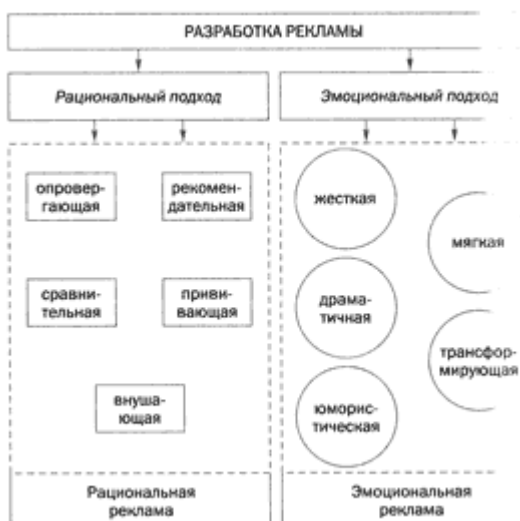 РАЗРАБОТКА РЕКЛАМЫ
Рациональный подход
Эмоциональный подход
опровер-
гающая
рекомен-
дательная
сравни-
тельная
приви-
вающая
внуша-
ющая
жесткая
мягкая
драма-
тичная
трансфор-
мирующая
юморис-
тическая
Рациональная
реклама
Эмоциональная
реклама